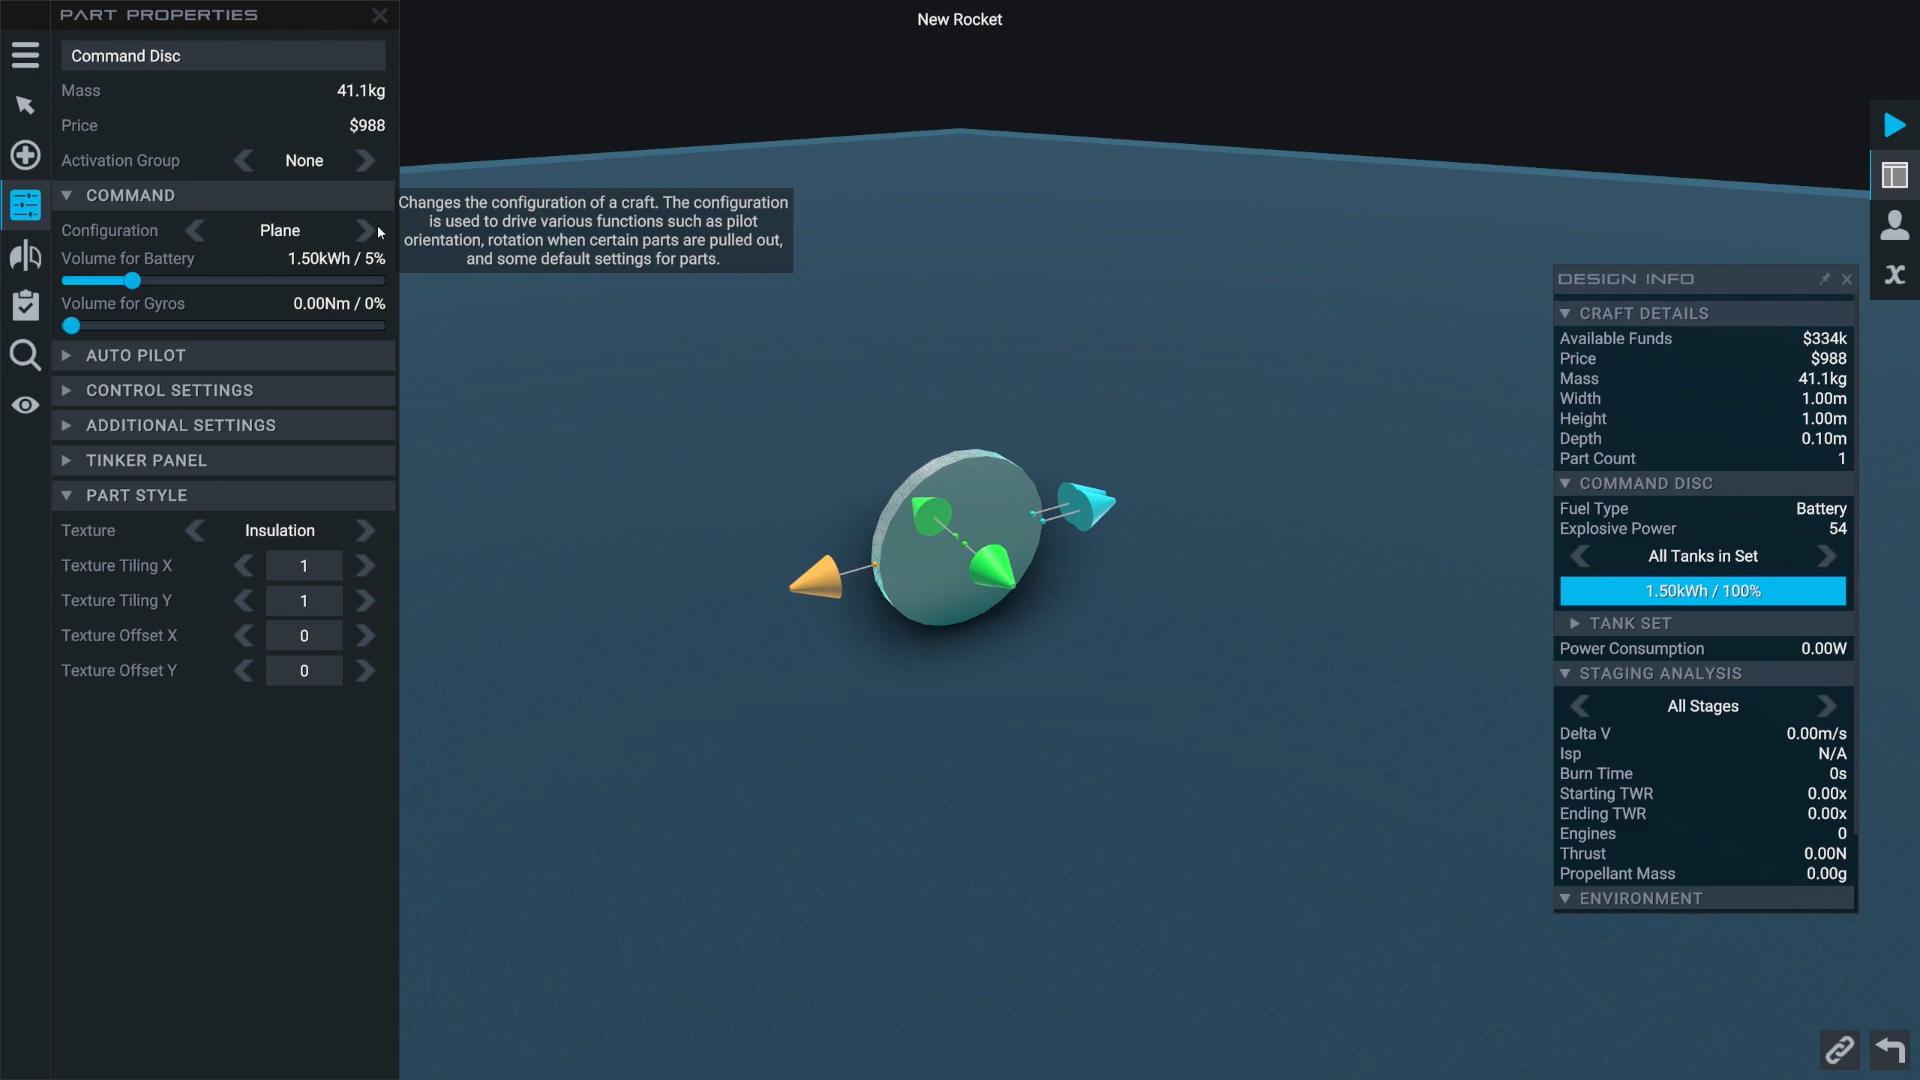 PART PROPERTIES
New Rocket
Command Disc
Mass 41.1kg
Price $988
Activation Group None
COMMAND
Configuration Plane
Volume for Battery 1.50kWh / 5%
Volume for Gyros 0.00Nm / 0%
AUTO PILOT
CONTROL SETTINGS
ADDITIONAL SETTINGS
TINKER PANEL
PART STYLE
Texture Insulation
Texture Tiling X 1
Texture Tiling Y 1
Texture Offset X 0
Texture Offset Y 0
Changes the configuration of a craft. The configuration
is used to drive various functions such as pilot
orientation, rotation when certain parts are pulled out,
and some default settings for parts.
DESIGN INFO
CRAFT DETAILS
Available Funds $334k
Price $988
Mass 41.1kg
Width 1.00m
Height 1.00m
Depth 0.10m
Part Count 1
COMMAND DISC
Fuel Type Battery
Explosive Power 54
All Tanks in Set
1.50kWh / 100%
TANK SET
Power Consumption 0.00W
STAGING ANALYSIS
All Stages
Delta V 0.00m/s
Isp N/A
Burn Time 0s
Starting TWR 0.00x
Ending TWR 0.00x
Engines 0
Thrust 0.00N
Propellant Mass 0.00g
ENVIRONMENT